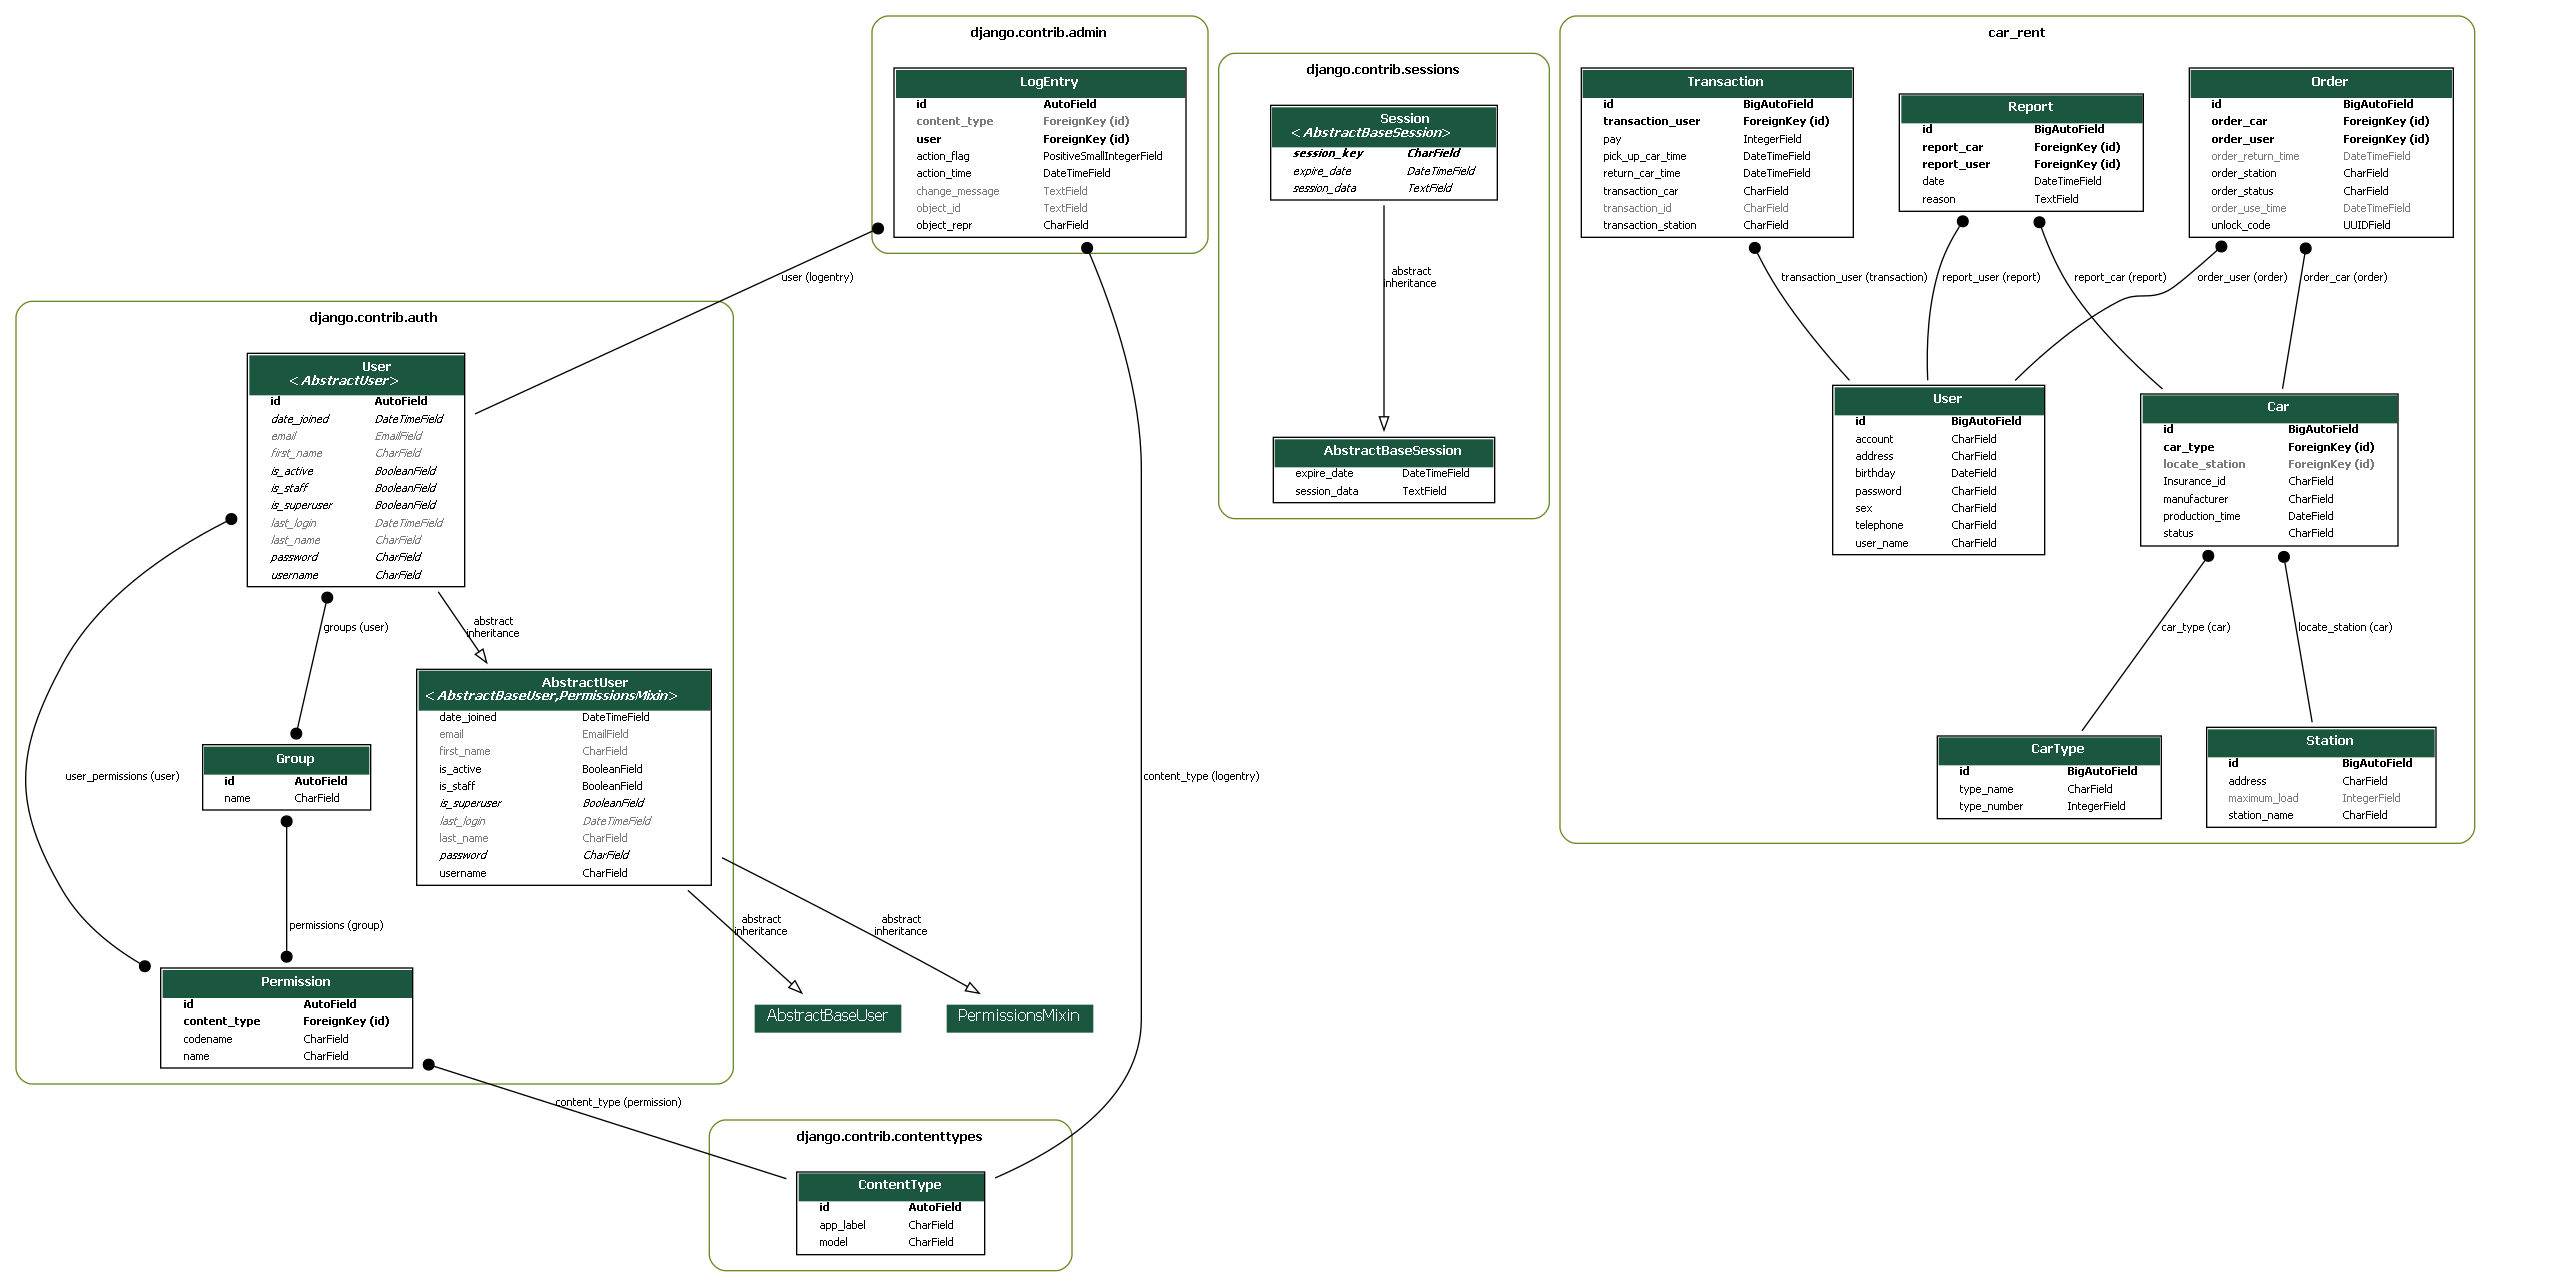 django.contrib.admin
LogEntry
id AutoField
content_type ForeignKey (id)
user ForeignKey (id)
action_flag PositiveSmallIntegerField
action_time DateTimeField
change_message TextField
object_id TextField
object_repr CharField
django.contrib.sessions
Session
<AbstractBaseSession>
session_key CharField
expire_date DateTimeField
session_data TextField
abstract
inheritance
AbstractBaseSession
expire_date DateTimeField
session_data TextField
car_rent
Transaction
id BigAutoField
transaction_user ForeignKey (id)
pay IntegerField
pick_up_car_time DateTimeField
return_car_time DateTimeField
transaction_car CharField
transaction_id CharField
transaction_station CharField
Report
id BigAutoField
report_car ForeignKey (id)
report_user ForeignKey (id)
date DateTimeField
reason TextField
Order
id BigAutoField
order_car ForeignKey (id)
order_user ForeignKey (id)
order_return_time DateTimeField
order_station CharField
order_status CharField
order_use_time DateTimeField
unlock_code UUIDField
transaction_user (transaction)
report_user (report)
report_car (report)
order_user (order)
order_car (order)
User
id BigAutoField
account CharField
address CharField
birthday DateField
password CharField
sex CharField
telephone CharField
user_name CharField
Car
id BigAutoField
car_type ForeignKey (id)
locate_station ForeignKey (id)
Insurance_id CharField
manufacturer CharField
production_time DateField
status CharField
car_type (car)
locate_station (car)
CarType
id BigAutoField
type_name CharField
type_number IntegerField
Station
id BigAutoField
address CharField
maximum_load IntegerField
station_name CharField
user (logentry)
django.contrib.auth
User
<AbstractUser>
id AutoField
date_joined DateTimeField
email EmailField
first_name CharField
is_active BooleanField
is_staff BooleanField
is_superuser BooleanField
last_login DateTimeField
last_name CharField
password CharField
username CharField
groups (user)
abstract
inheritance
AbstractUser
<AbstractBaseUser,PermissionsMixin>
date_joined DateTimeField
email EmailField
first_name CharField
is_active BooleanField
is_staff BooleanField
is_superuser BooleanField
last_login DateTimeField
last_name CharField
password CharField
username CharField
Group
id AutoField
name CharField
user_permissions (user)
content_type (logentry)
permissions (group)
abstract
inheritance
abstract
inheritance
Permission
id AutoField
content_type ForeignKey (id)
codename CharField
name CharField
AbstractBaseUser
PermissionsMixin
content_type (permission)
django.contrib.contenttypes
ContentType
id AutoField
app_label CharField
model CharField